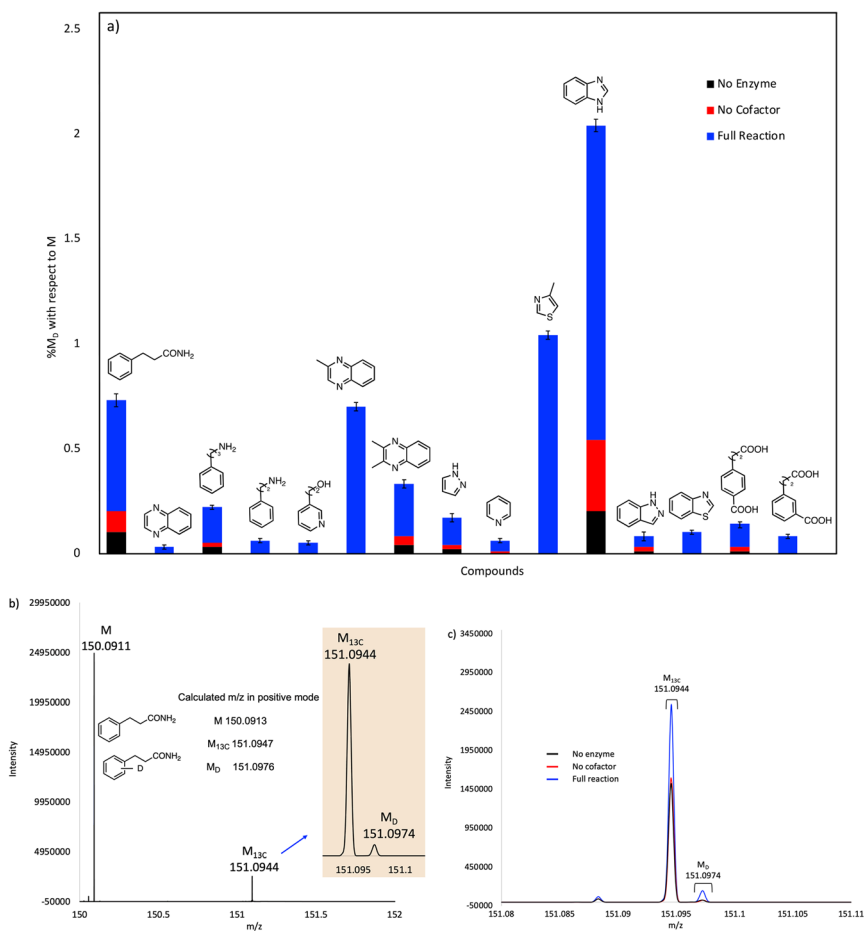 a)
2.5
2
1.5
1
0.5
0
%M_D with respect to M
No Enzyme
No Cofactor
Full Reaction
N
N
H
N
S
CONH₂
N
N
N
N
NH₂
3
NH₂
2
OH
2
N
N
N
H
N
N
N
H
N
N
N
S
COOH
2
COOH
COOH
2
COOH
Compounds
b)
29950000
24950000
19950000
14950000
9950000
4950000
-50000
Intensity
M
150.0911
Calculated m/z in positive mode
M 150.0913
M₁₃C 151.0947
M_D 151.0976
CONH₂
CONH₂
D
M₁₃C
151.0944
M₁₃C
151.0944
M_D
151.0974
151.095 151.1
150 150.5 151 151.5 152
m/z
c)
3450000
2950000
2450000
1950000
1450000
950000
450000
-50000
Intensity
M₁₃C
151.0944
No enzyme
No cofactor
Full reaction
M_D
151.0974
151.08 151.085 151.09 151.095 151.1 151.105 151.11
m/z